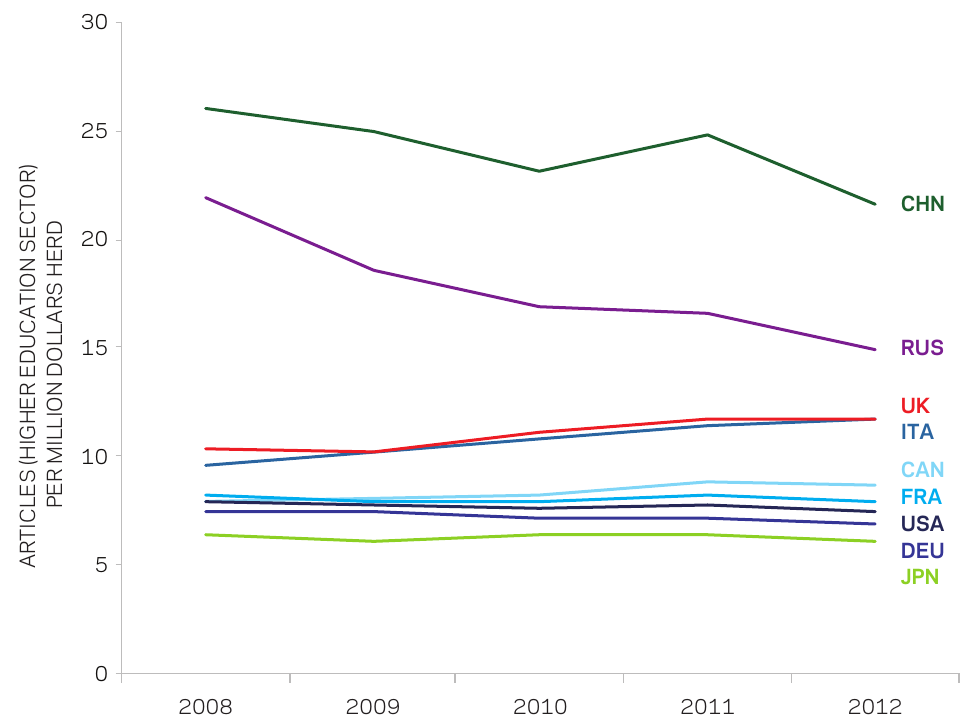 ARTICLES (HIGHER EDUCATION SECTOR)
PER MILLION DOLLARS HERD
30
25
20
15
10
5
0
2008 2009 2010 2011 2012
CHN
RUS
UK
ITA
CAN
FRA
USA
DEU
JPN